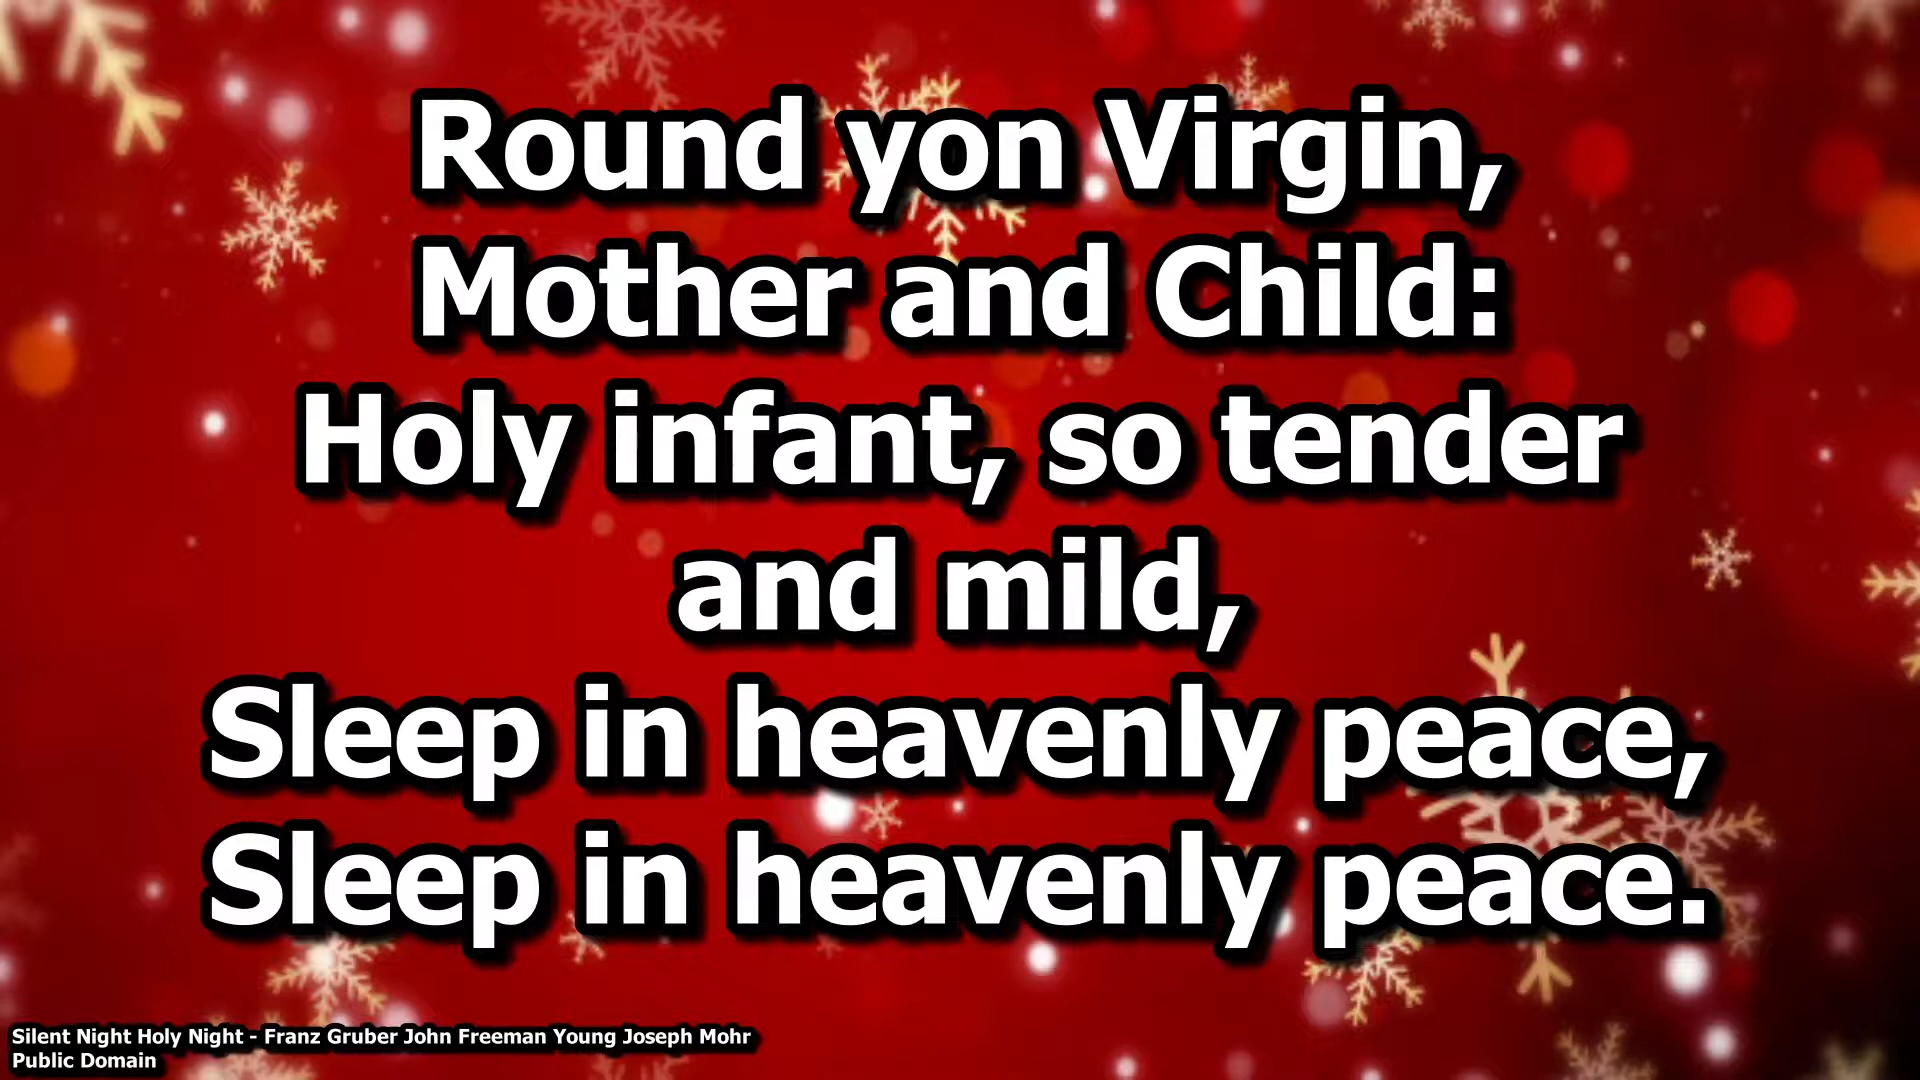 Round yon Virgin,
Mother and Child:
Holy infant, so tender
and mild,
Sleep in heavenly peace,
Sleep in heavenly peace.
Silent Night Holy Night - Franz Gruber John Freeman Young Joseph Mohr
Public Domain